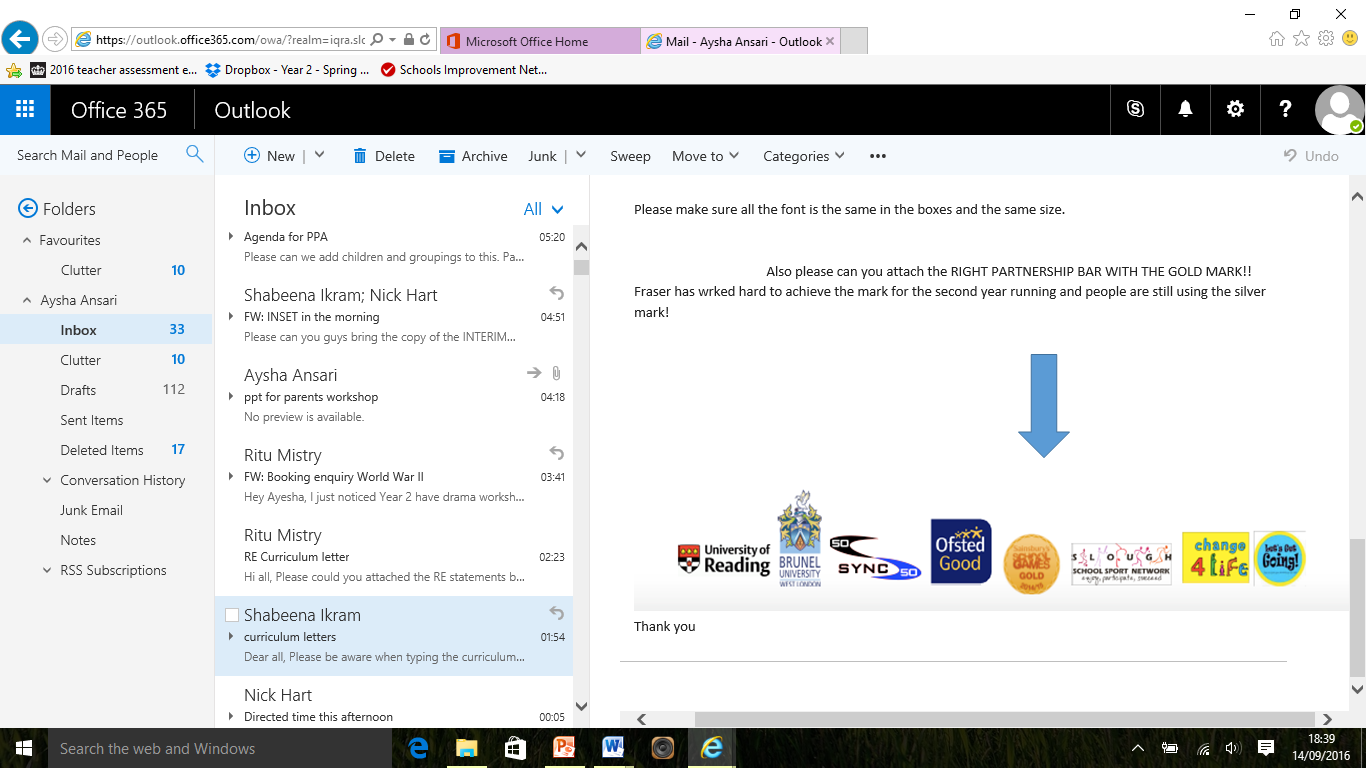 https://outlook.office365.com/owa/?realm=iqra.slc
Microsoft Office Home
Mail - Aysha Ansari - Outlook
2016 teacher assessment e...
Dropbox - Year 2 - Spring ...
Schools Improvement Net...
Office 365
Outlook
Search Mail and People
New
Delete
Archive
Junk
Sweep
Move to
Categories
Undo
Folders
Favourites
Clutter 10
Aysha Ansari
Inbox 33
Clutter 10
Drafts 112
Sent Items
Deleted Items 17
Conversation History
Junk Email
Notes
RSS Subscriptions
Inbox
All
Agenda for PPA 05:20
Please can we add children and groupings to this. Pa...
Shabeena Ikram; Nick Hart
FW: INSET in the morning 04:51
Please can you guys bring the copy of the INTERIM...
Aysha Ansari
ppt for parents workshop 04:18
No preview is available.
Ritu Mistry
FW: Booking enquiry World War II 03:41
Hey Ayesha, I just noticed Year 2 have drama worksh...
Ritu Mistry
RE Curriculum letter 02:23
Hi all, Please could you attached the RE statements b...
Shabeena Ikram
curriculum letters 01:54
Dear all, Please be aware when typing the curriculum...
Nick Hart
Directed time this afternoon 00:05
Please make sure all the font is the same in the boxes and the same size.
Also please can you attach the RIGHT PARTNERSHIP BAR WITH THE GOLD MARK!!
Fraser has wrked hard to achieve the mark for the second year running and people are still using the silver
mark!
University of
Reading
BRUNEL
UNIVERSITY
WEST LONDON
50
SYNC 50
Ofsted
Good
Sainsbury's
SCHOOL
GAMES
GOLD
SLOUGH
SCHOOL SPORT NETWORK
enjoy, participate, succeed
change
4 life
Let's Get
Going!
Thank you
Search the web and Windows
18:39
14/09/2016